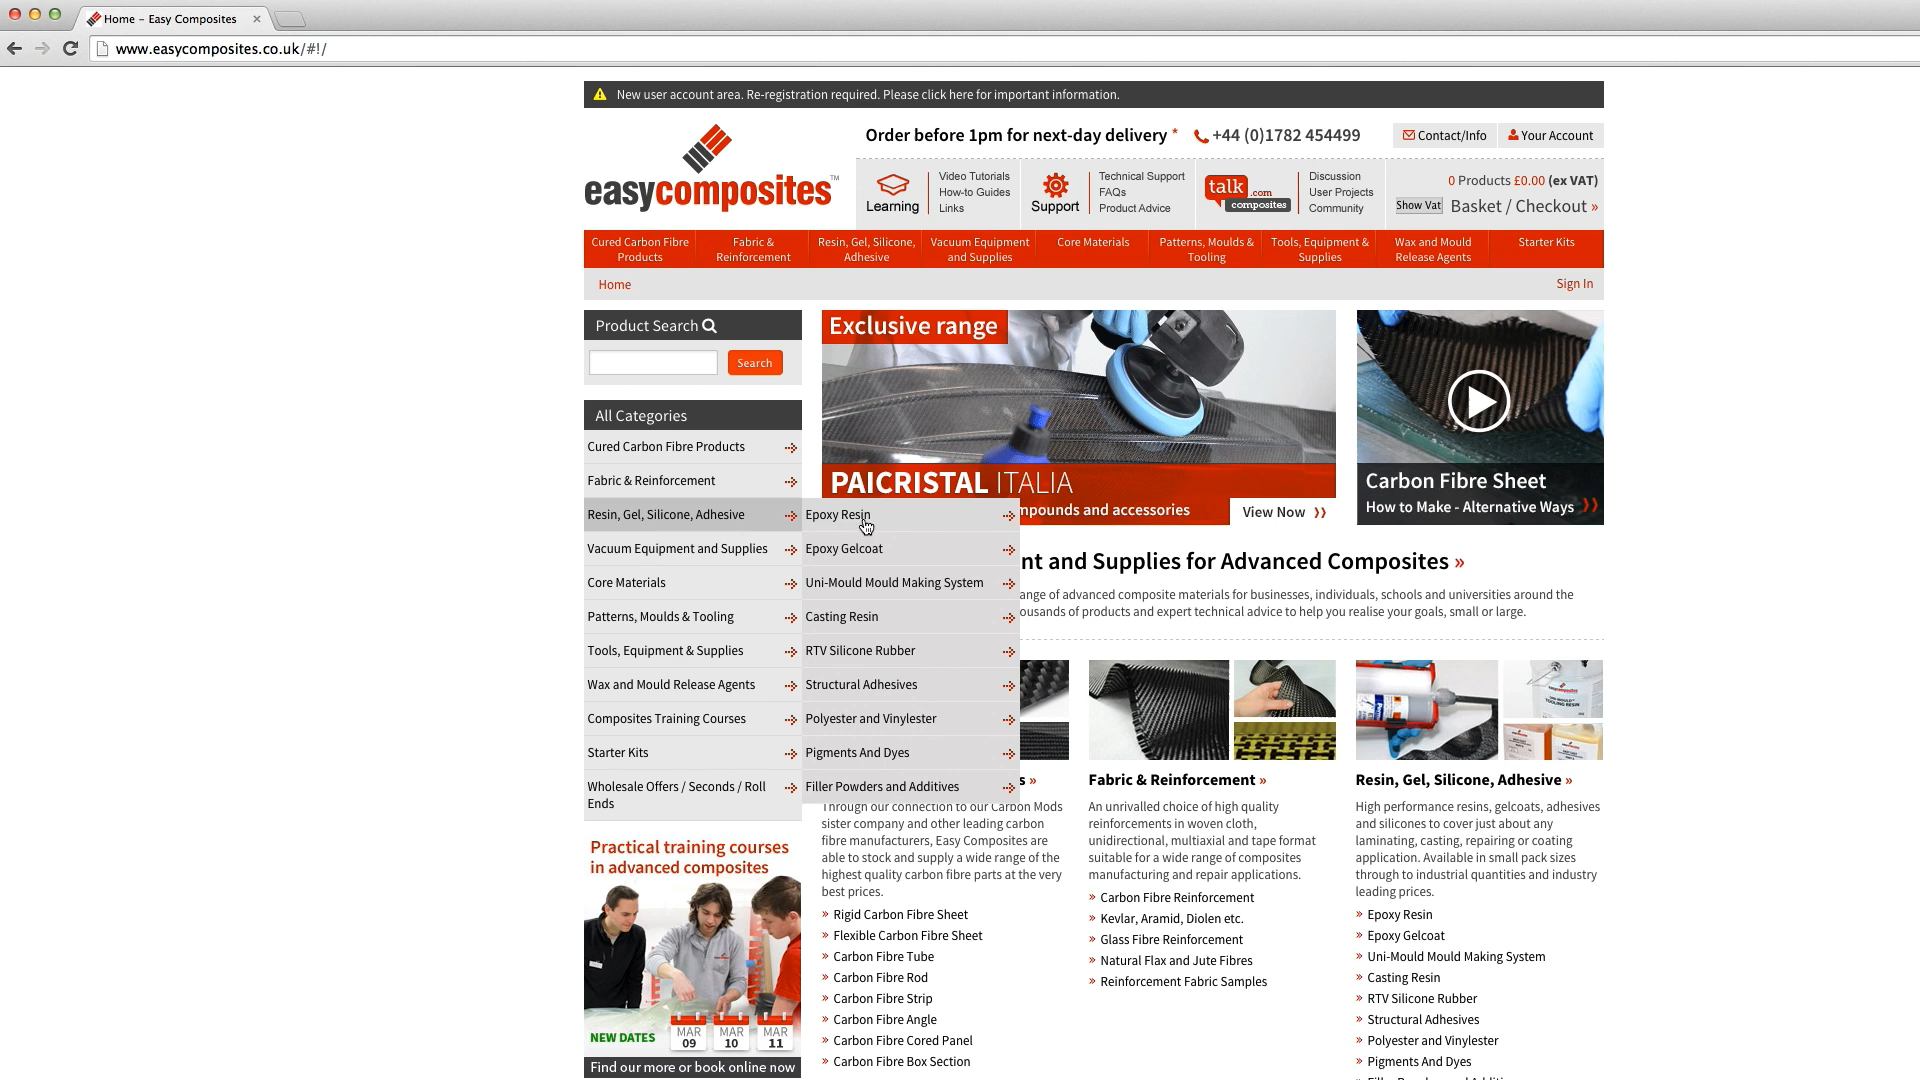 Home – Easy Composites
www.easycomposites.co.uk/#!/
New user account area. Re-registration required. Please click here for important information.
easycomposites™
Order before 1pm for next-day delivery *
+44 (0)1782 454499
Contact/Info
Your Account
Learning
Video Tutorials
How-to Guides
Links
Support
Technical Support
FAQs
Product Advice
talk
.com
composites
Discussion
User Projects
Community
0 Products £0.00 (ex VAT)
Show Vat
Basket / Checkout »
Cured Carbon Fibre
Products
Fabric &
Reinforcement
Resin, Gel, Silicone,
Adhesive
Vacuum Equipment
and Supplies
Core Materials
Patterns, Moulds &
Tooling
Tools, Equipment &
Supplies
Wax and Mould
Release Agents
Starter Kits
Home
Sign In
Product Search
Search
All Categories
Cured Carbon Fibre Products
Fabric & Reinforcement
Resin, Gel, Silicone, Adhesive
Vacuum Equipment and Supplies
Core Materials
Patterns, Moulds & Tooling
Tools, Equipment & Supplies
Wax and Mould Release Agents
Composites Training Courses
Starter Kits
Wholesale Offers / Seconds / Roll
Ends
Epoxy Resin
Epoxy Gelcoat
Uni-Mould Mould Making System
Casting Resin
RTV Silicone Rubber
Structural Adhesives
Polyester and Vinylester
Pigments And Dyes
Filler Powders and Additives
Exclusive range
PAICRISTAL ITALIA
and accessories
View Now
Carbon Fibre Sheet
How to Make - Alternative Ways
and Supplies for Advanced Composites »
of advanced composite materials for businesses, individuals, schools and universities around the
of products and expert technical advice to help you realise your goals, small or large.
Through our connection to our Carbon Mods
sister company and other leading carbon
fibre manufacturers, Easy Composites are
able to stock and supply a wide range of the
highest quality carbon fibre parts at the very
best prices.
» Rigid Carbon Fibre Sheet
» Flexible Carbon Fibre Sheet
» Carbon Fibre Tube
» Carbon Fibre Rod
» Carbon Fibre Strip
» Carbon Fibre Angle
» Carbon Fibre Cored Panel
» Carbon Fibre Box Section
Fabric & Reinforcement »
An unrivalled choice of high quality
reinforcements in woven cloth,
unidirectional, multiaxial and tape format
suitable for a wide range of composites
manufacturing and repair applications.
» Carbon Fibre Reinforcement
» Kevlar, Aramid, Diolen etc.
» Glass Fibre Reinforcement
» Natural Flax and Jute Fibres
» Reinforcement Fabric Samples
Resin, Gel, Silicone, Adhesive »
High performance resins, gelcoats, adhesives
and silicones to cover just about any
laminating, casting, repairing or coating
application. Available in small pack sizes
through to industrial quantities and industry
leading prices.
» Epoxy Resin
» Epoxy Gelcoat
» Uni-Mould Mould Making System
» Casting Resin
» RTV Silicone Rubber
» Structural Adhesives
» Polyester and Vinylester
» Pigments And Dyes
Practical training courses
in advanced composites
NEW DATES
MAR
09
MAR
10
MAR
11
Find our more or book online now